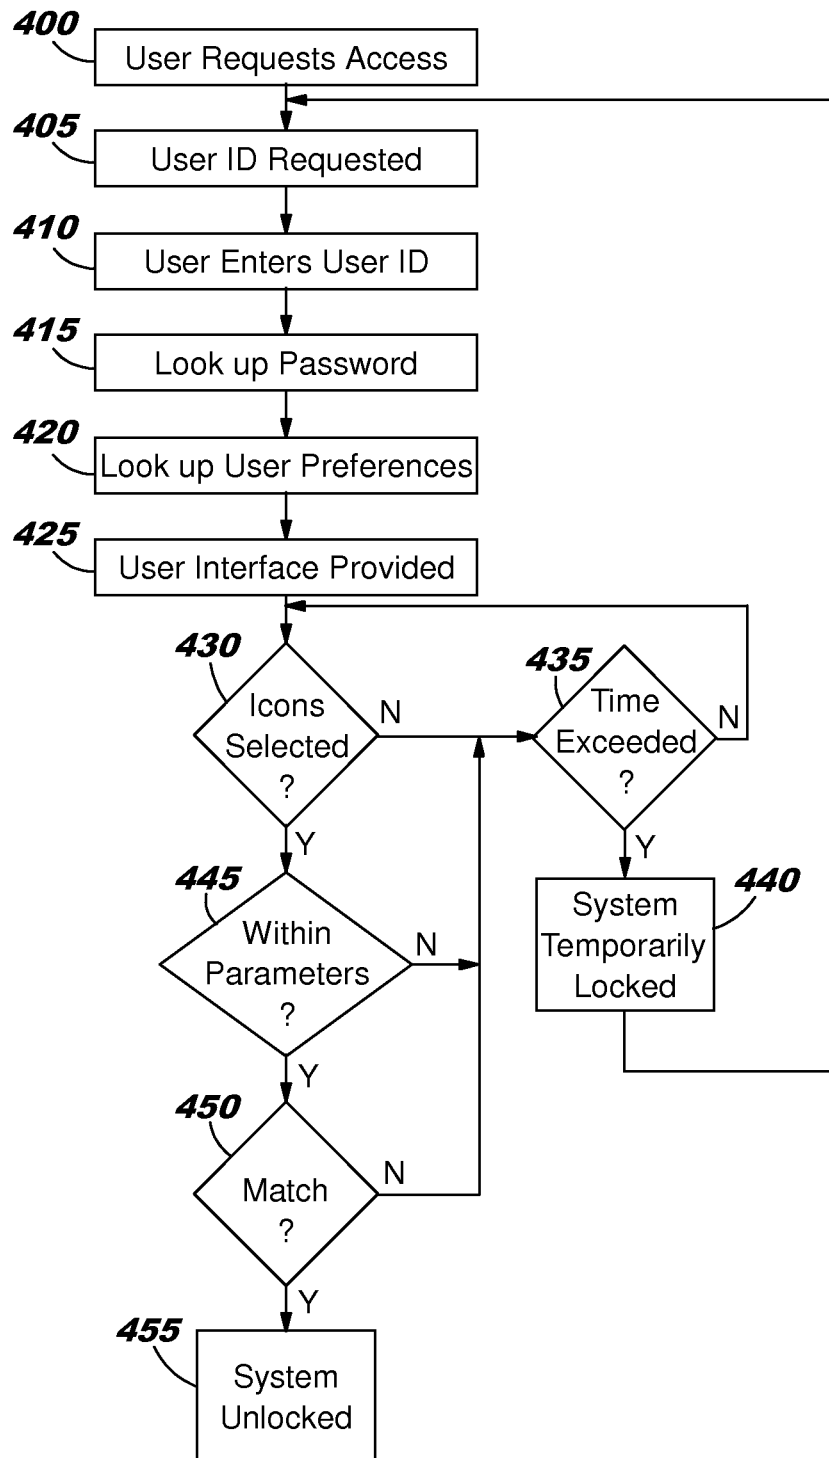 400
User Requests Access
405
User ID Requested
410
User Enters User ID
415
Look up Password
420
Look up User Preferences
425
User Interface Provided
430
Icons
Selected
?
N
435
Time
Exceeded
?
N
Y
Y
440
System
Temporarily
Locked
445
Within
Parameters
?
N
Y
450
Match
?
N
Y
455
System
Unlocked